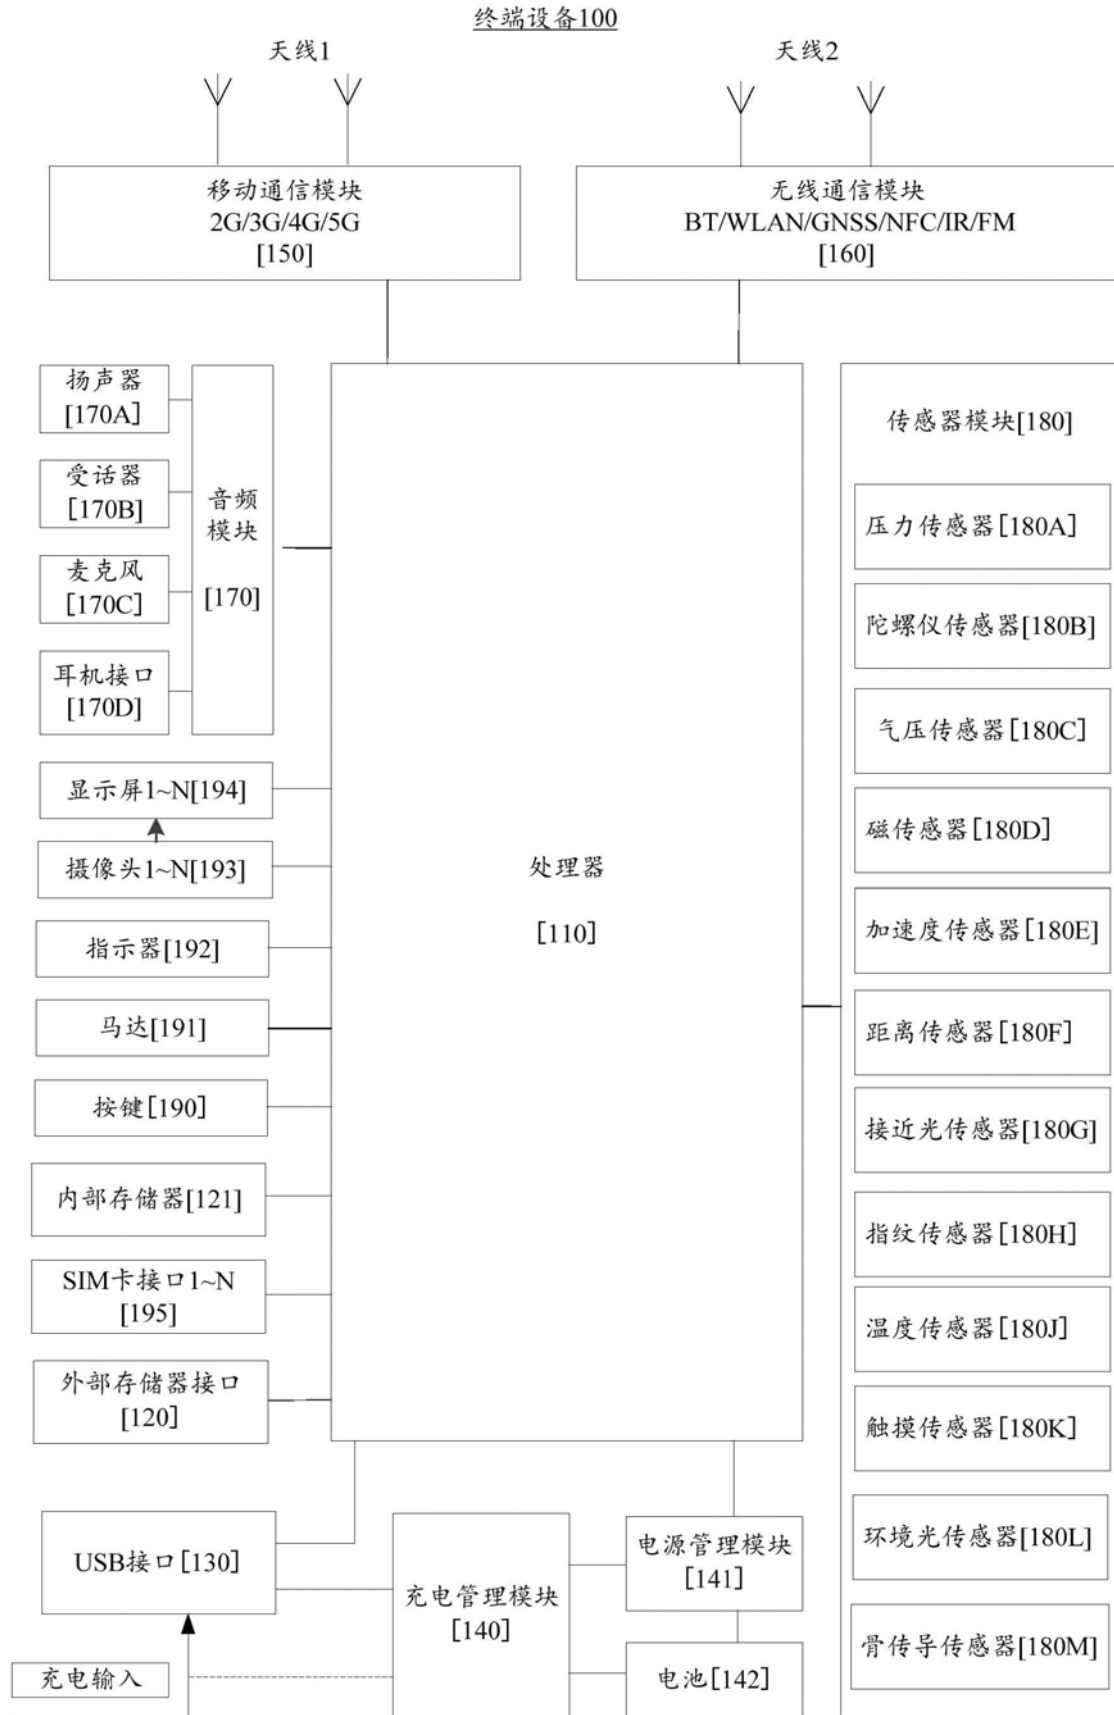 终端设备100
天线1
天线2
移动通信模块
2G/3G/4G/5G
[150]
无线通信模块
BT/WLAN/GNSS/NFC/IR/FM
[160]
扬声器
[170A]
受话器
[170B]
麦克风
[170C]
耳机接口
[170D]
音频
模块
[170]
显示屏1~N[194]
摄像头1~N[193]
指示器[192]
马达[191]
按键[190]
内部存储器[121]
SIM卡接口1~N
[195]
外部存储器接口
[120]
处理器
[110]
传感器模块[180]
压力传感器[180A]
陀螺仪传感器[180B]
气压传感器[180C]
磁传感器[180D]
加速度传感器[180E]
距离传感器[180F]
接近光传感器[180G]
指纹传感器[180H]
温度传感器[180J]
触摸传感器[180K]
环境光传感器[180L]
骨传导传感器[180M]
USB接口[130]
充电管理模块
[140]
电源管理模块
[141]
电池[142]
充电输入